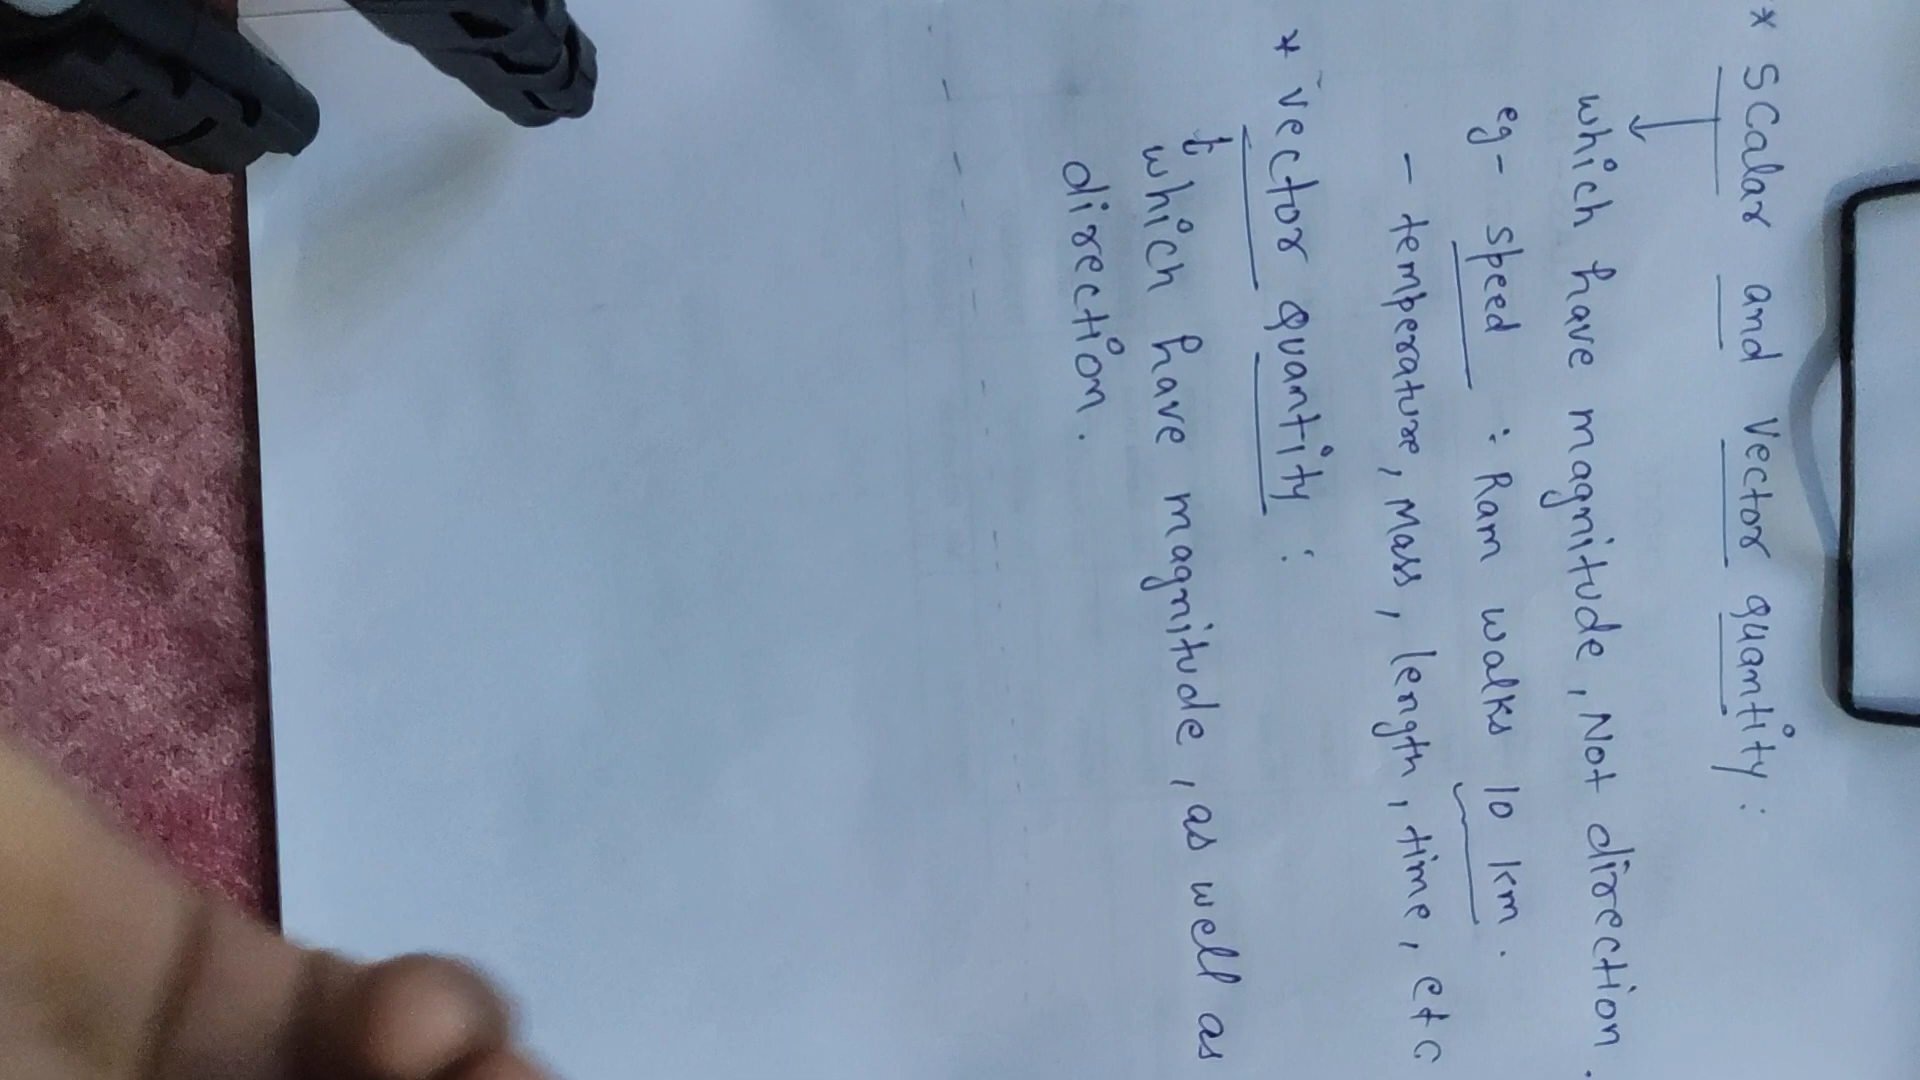 ** Scalar and Vector quantity :
which have magnitude, Not direction.
eg - speed : Ram walks 10 km.
- temperature, Mass, length, time, etc
* Vector quantity :
which have magnitude, as well as
direction.